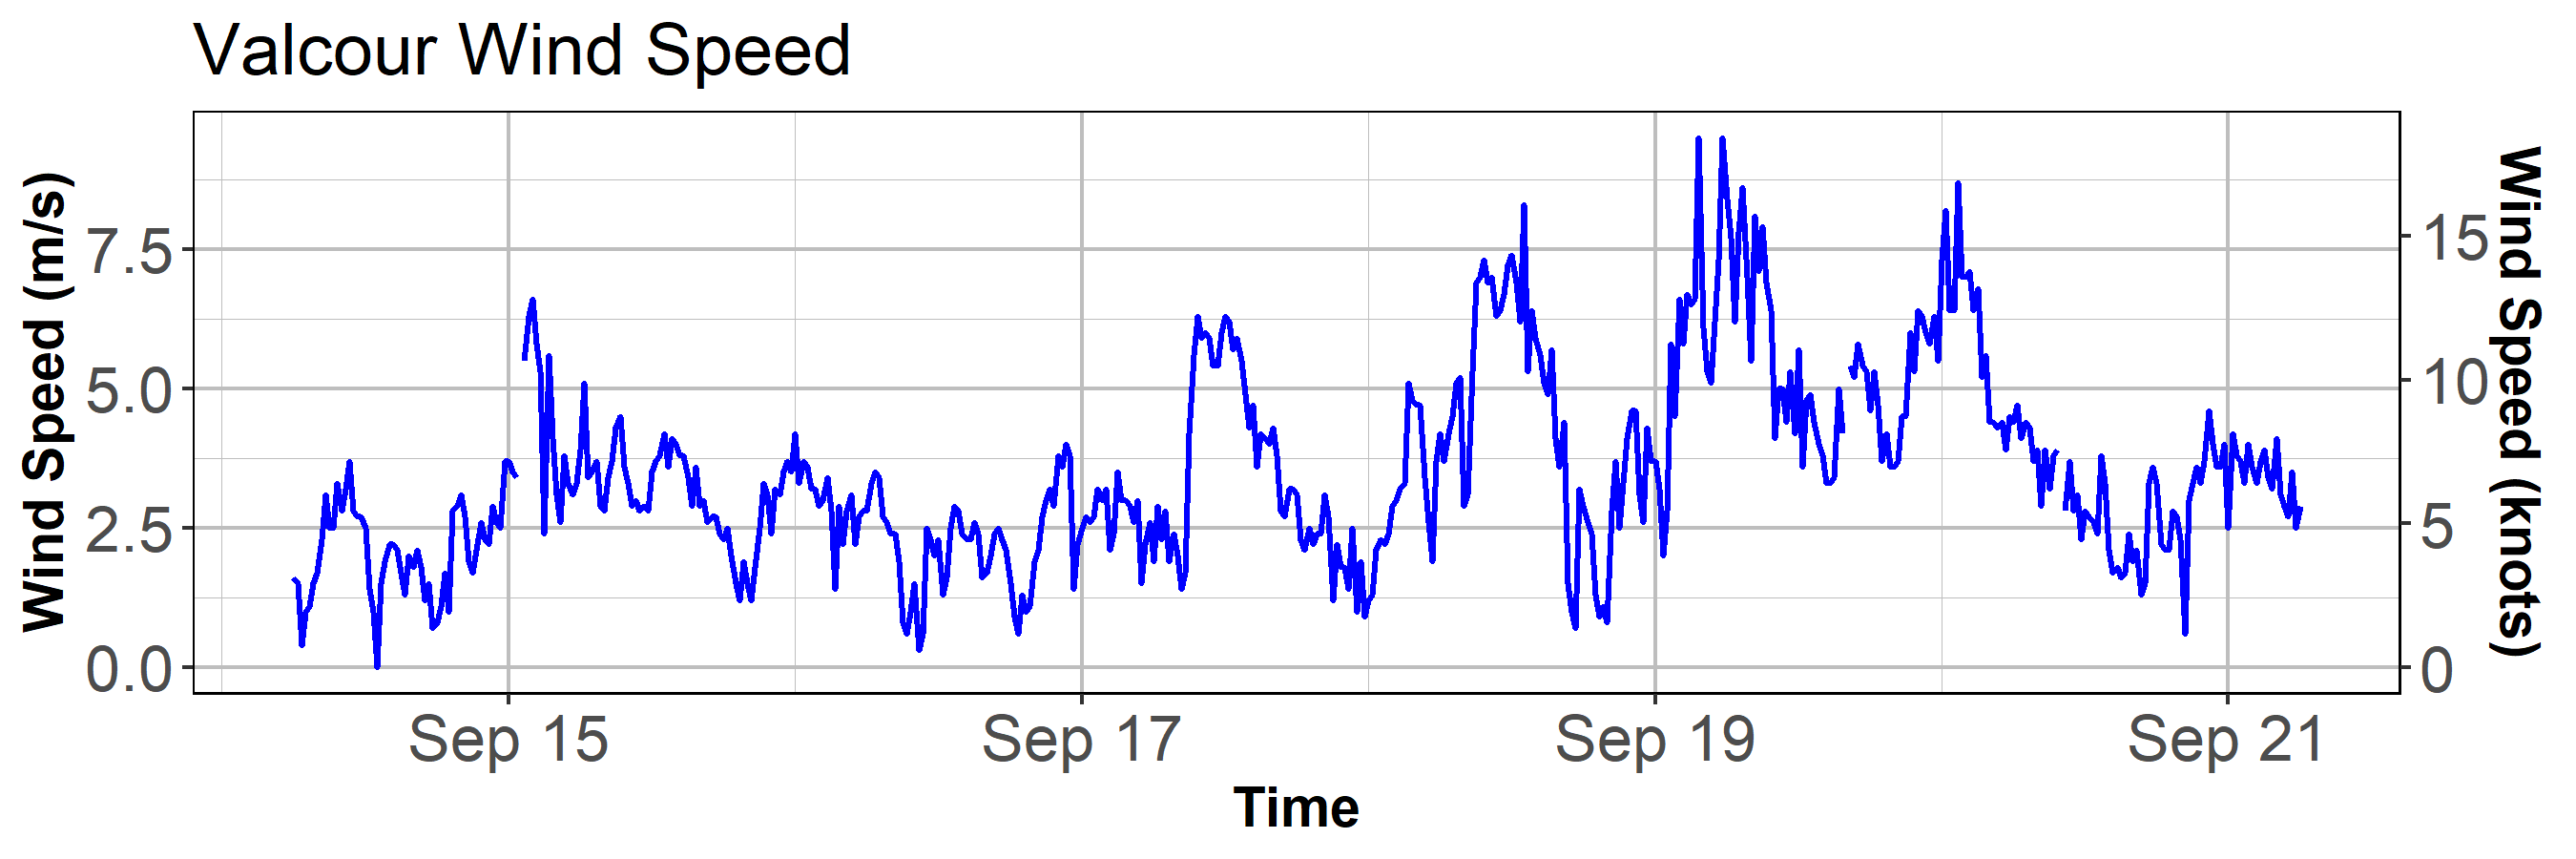 Valcour Wind Speed
Wind Speed (m/s)
7.5
5.0
2.5
0.0
15
10
5
0
Wind Speed (knots)
Sep 15
Sep 17
Sep 19
Sep 21
Time